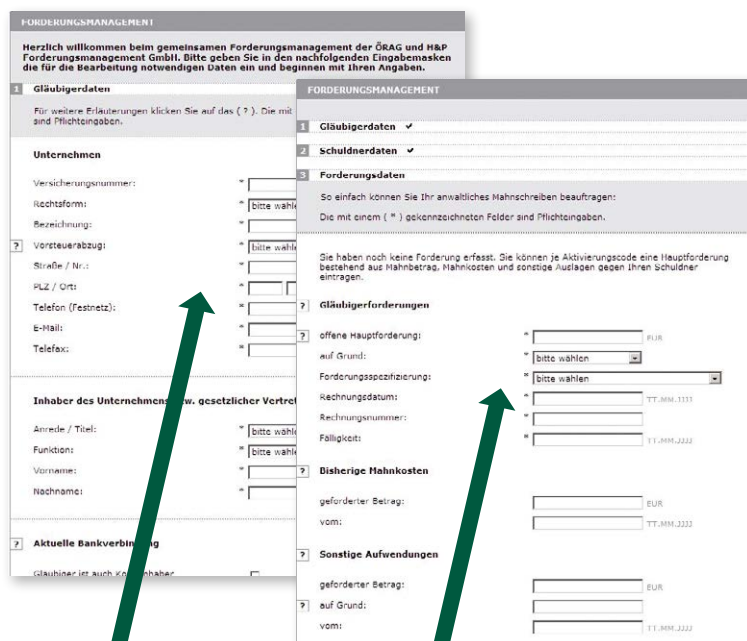 FORDERUNGSMANAGEMENT
Herzlich willkommen beim gemeinsamen Forderungsmanagement der ÖRAG und H&P
Forderungsmanagement GmbH. Bitte geben Sie in den nachfolgenden Eingabemasken
die für die Bearbeitung notwendigen Daten ein und beginnen mit Ihren Angaben.
1 Gläubigerdaten
Für weitere Erläuterungen klicken Sie auf das ( ? ). Die mit
sind Pflichteingaben.
Unternehmen
Versicherungsnummer: *
Rechtsform: * bitte wähle
Bezeichnung: *
? Vorsteuerabzug: * bitte wähle
Straße / Nr.: *
PLZ / Ort: *
Telefon (Festnetz): *
E-Mail: *
Telefax: *
Inhaber des Unternehmens bzw. gesetzlicher Vertret
Anrede / Titel: * bitte wähle
Funktion: * bitte wähle
Vorname: *
Nachname: *
? Aktuelle Bankverbindung
Gläubiger ist auch Kontoinhaber
FORDERUNGSMANAGEMENT
1 Gläubigerdaten ✔
2 Schuldnerdaten ✔
3 Forderungsdaten
So einfach können Sie Ihr anwaltliches Mahnschreiben beauftragen:
Die mit einem ( * ) gekennzeichneten Felder sind Pflichteingaben.
Sie haben noch keine Forderung erfasst. Sie können je Aktivierungscode eine Hauptforderung
bestehend aus Mahnbetrag, Mahnkosten und sonstige Auslagen gegen Ihren Schuldner
eintragen.
? Gläubigerforderungen
? offene Hauptforderung: * EUR
auf Grund: * bitte wählen
Forderungsspezifizierung: * bitte wählen
Rechnungsdatum: * TT.MM.JJJJ
Rechnungsnummer: *
Fälligkeit: * TT.MM.JJJJ
? Bisherige Mahnkosten
geforderter Betrag: EUR
vom: TT.MM.JJJJ
? Sonstige Aufwendungen
geforderter Betrag: EUR
? auf Grund:
vom: TT.MM.JJJJ